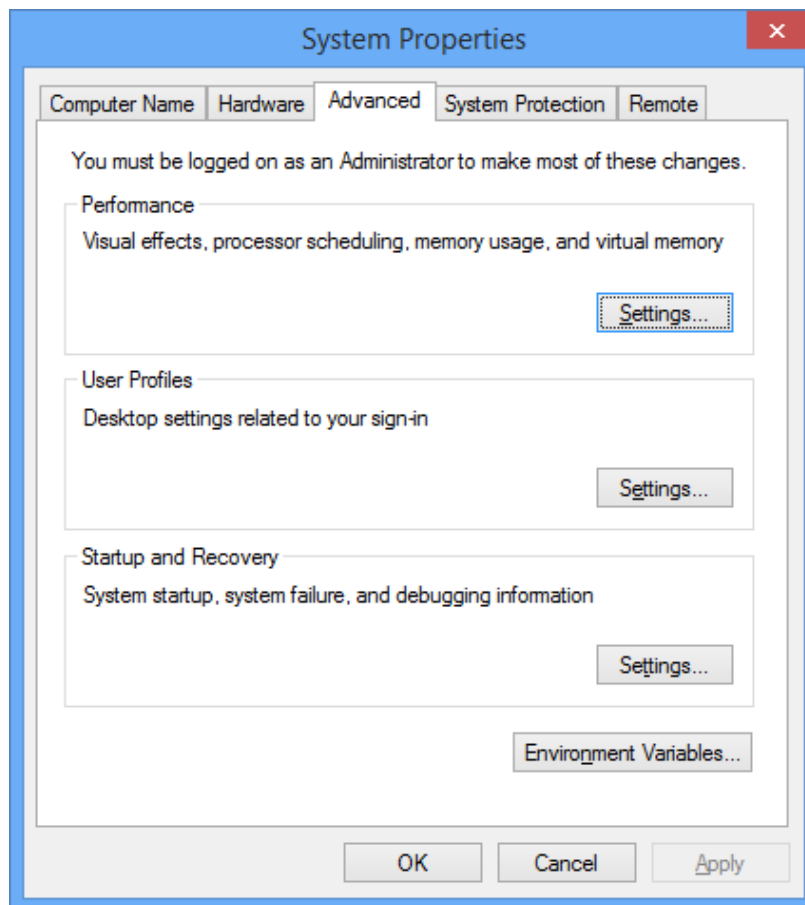 System Properties
Computer Name Hardware Advanced System Protection Remote
You must be logged on as an Administrator to make most of these changes.
Performance
Visual effects, processor scheduling, memory usage, and virtual memory
Settings...
User Profiles
Desktop settings related to your sign-in
Settings...
Startup and Recovery
System startup, system failure, and debugging information
Settings...
Environment Variables...
OK Cancel Apply